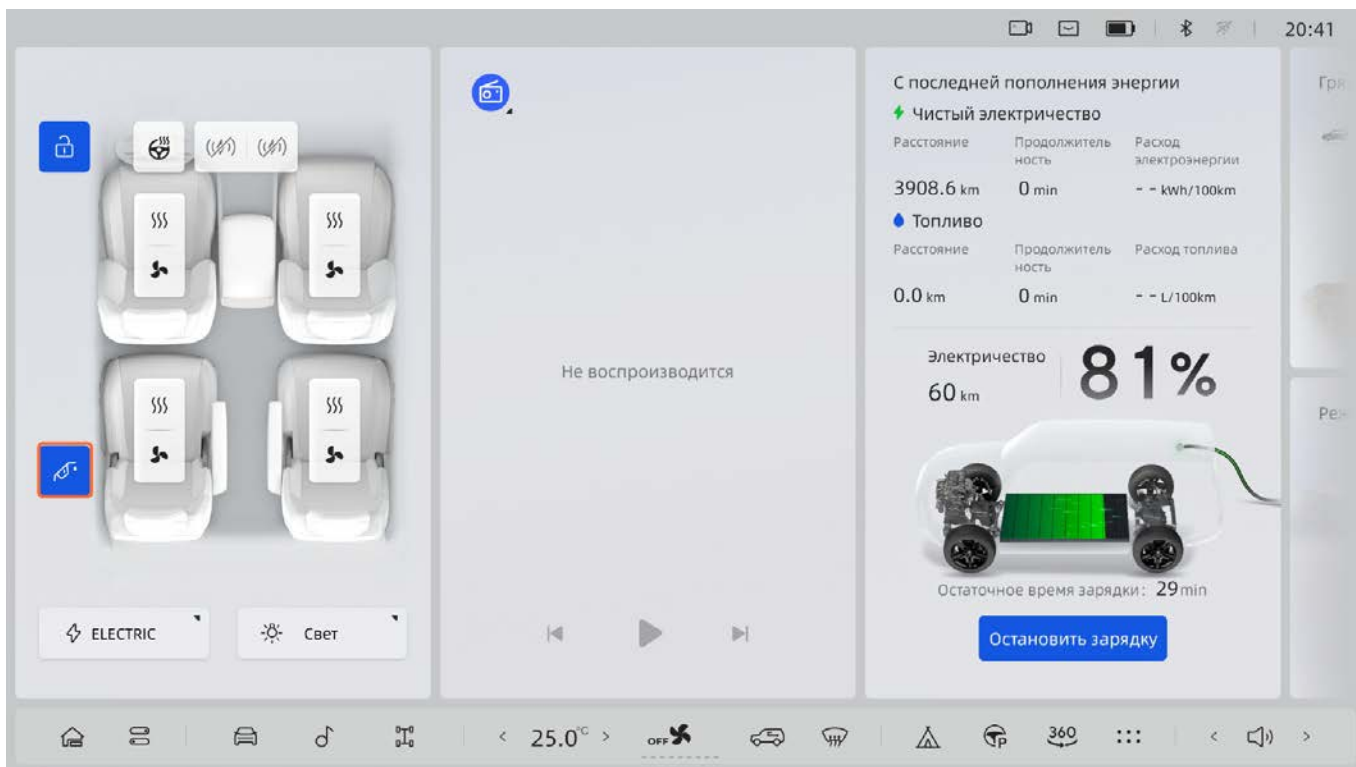 20:41
ELECTRIC
Свет
Не воспроизводится
С последней пополнения энергии
Чистый электричество
Расстояние
Продолжитель
ность
Расход
электроэнергии
3908.6 km
0 min
- - kWh/100km
Топливо
Расстояние
Продолжитель
ность
Расход топлива
0.0 km
0 min
- - L/100km
Электричество
60 km
81%
Остаточное время зарядки: 29min
Остановить зарядку
< 25.0°C >
OFF
P
360
< >